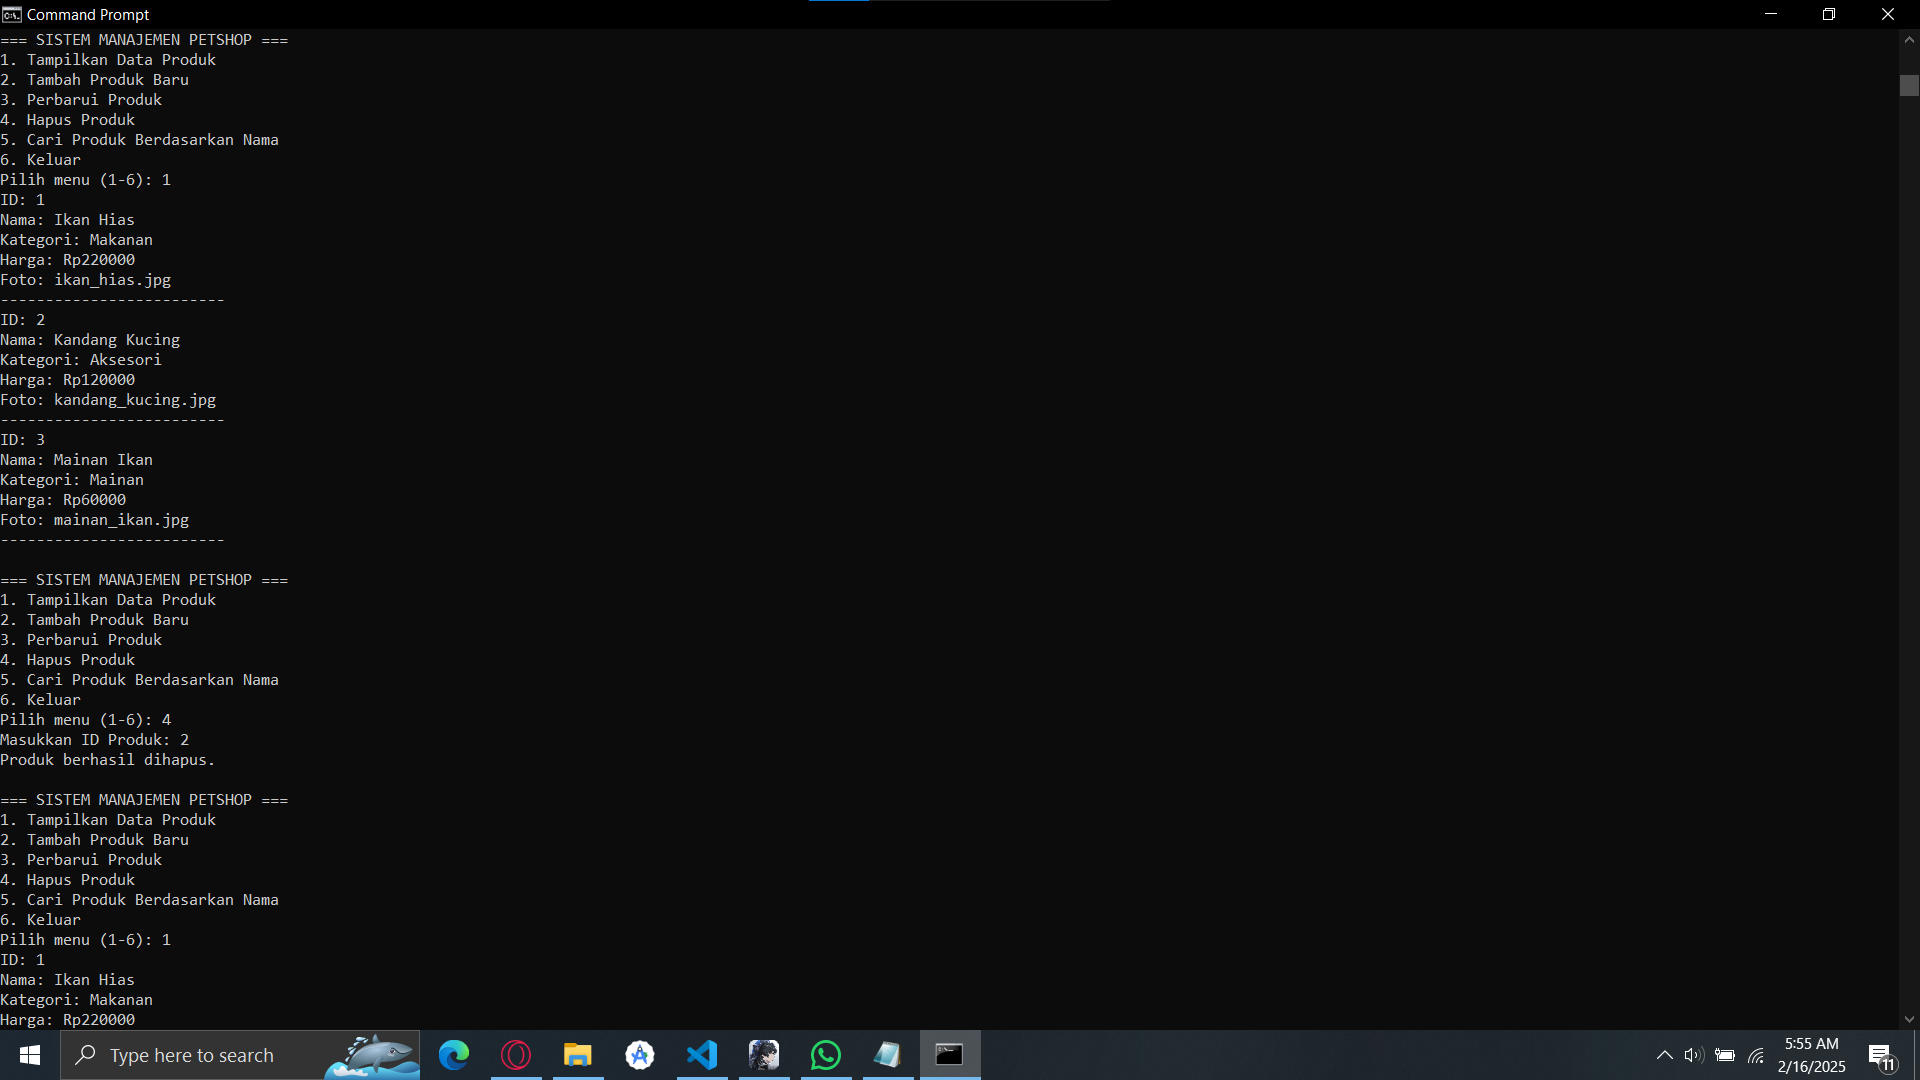 Command Prompt
=== SISTEM MANAJEMEN PETSHOP ===
1. Tampilkan Data Produk
2. Tambah Produk Baru
3. Perbarui Produk
4. Hapus Produk
5. Cari Produk Berdasarkan Nama
6. Keluar
Pilih menu (1-6): 1
ID: 1
Nama: Ikan Hias
Kategori: Makanan
Harga: Rp220000
Foto: ikan_hias.jpg
-------------------------
ID: 2
Nama: Kandang Kucing
Kategori: Aksesori
Harga: Rp120000
Foto: kandang_kucing.jpg
-------------------------
ID: 3
Nama: Mainan Ikan
Kategori: Mainan
Harga: Rp60000
Foto: mainan_ikan.jpg
-------------------------
=== SISTEM MANAJEMEN PETSHOP ===
1. Tampilkan Data Produk
2. Tambah Produk Baru
3. Perbarui Produk
4. Hapus Produk
5. Cari Produk Berdasarkan Nama
6. Keluar
Pilih menu (1-6): 4
Masukkan ID Produk: 2
Produk berhasil dihapus.
=== SISTEM MANAJEMEN PETSHOP ===
1. Tampilkan Data Produk
2. Tambah Produk Baru
3. Perbarui Produk
4. Hapus Produk
5. Cari Produk Berdasarkan Nama
6. Keluar
Pilih menu (1-6): 1
ID: 1
Nama: Ikan Hias
Kategori: Makanan
Harga: Rp220000
Type here to search
5:55 AM
2/16/2025
11